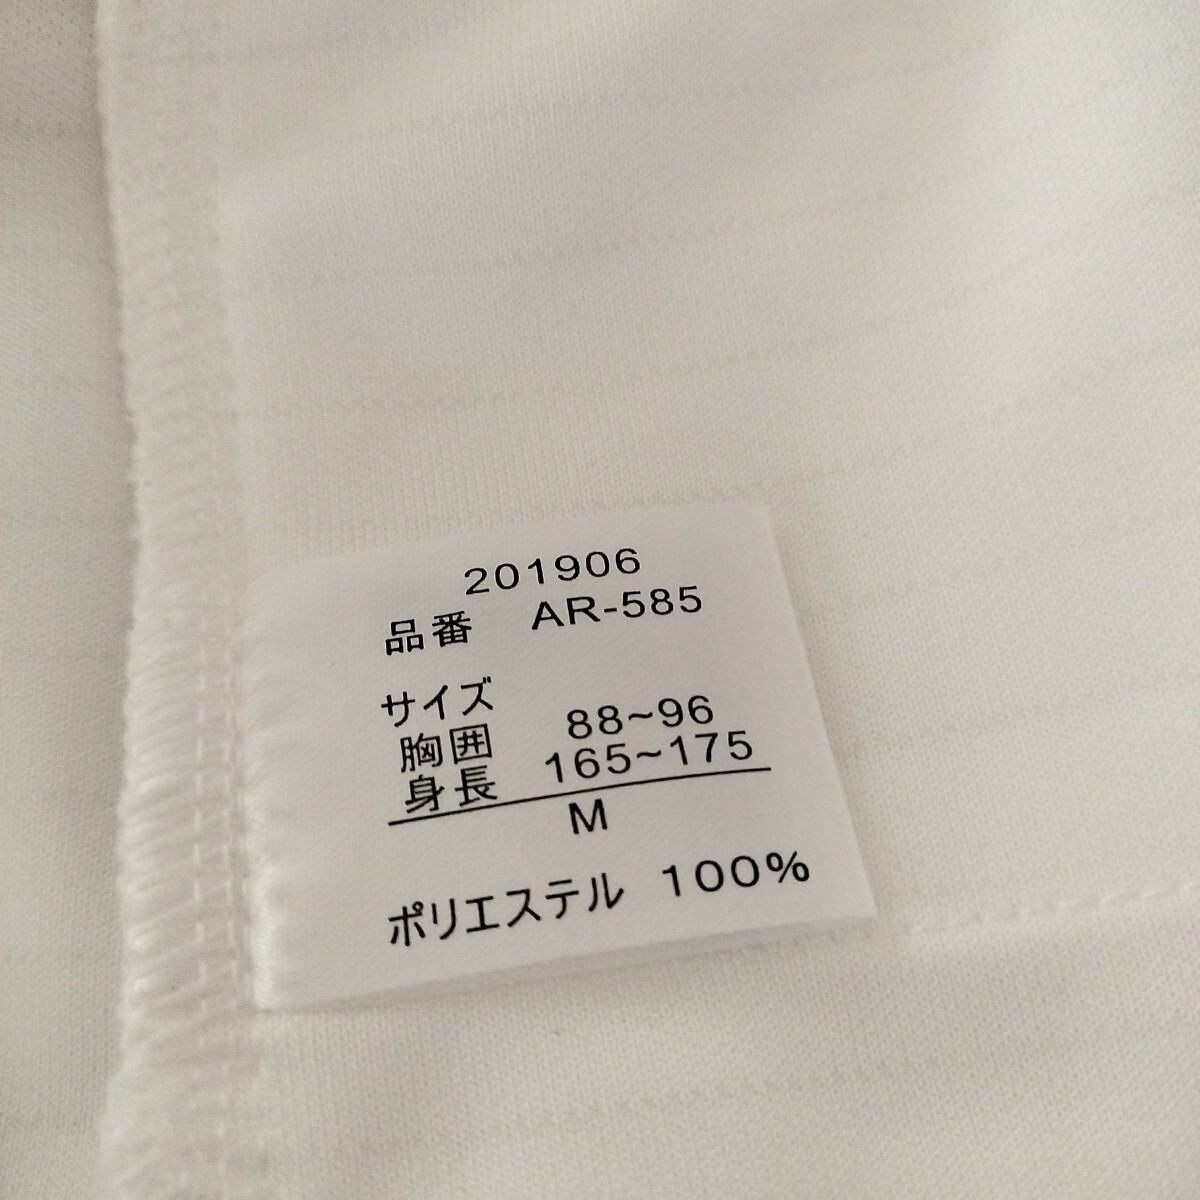 201906
品番 AR-585
サイズ
胸囲 88~96
身長 165~175
M
ポリエステル 100%